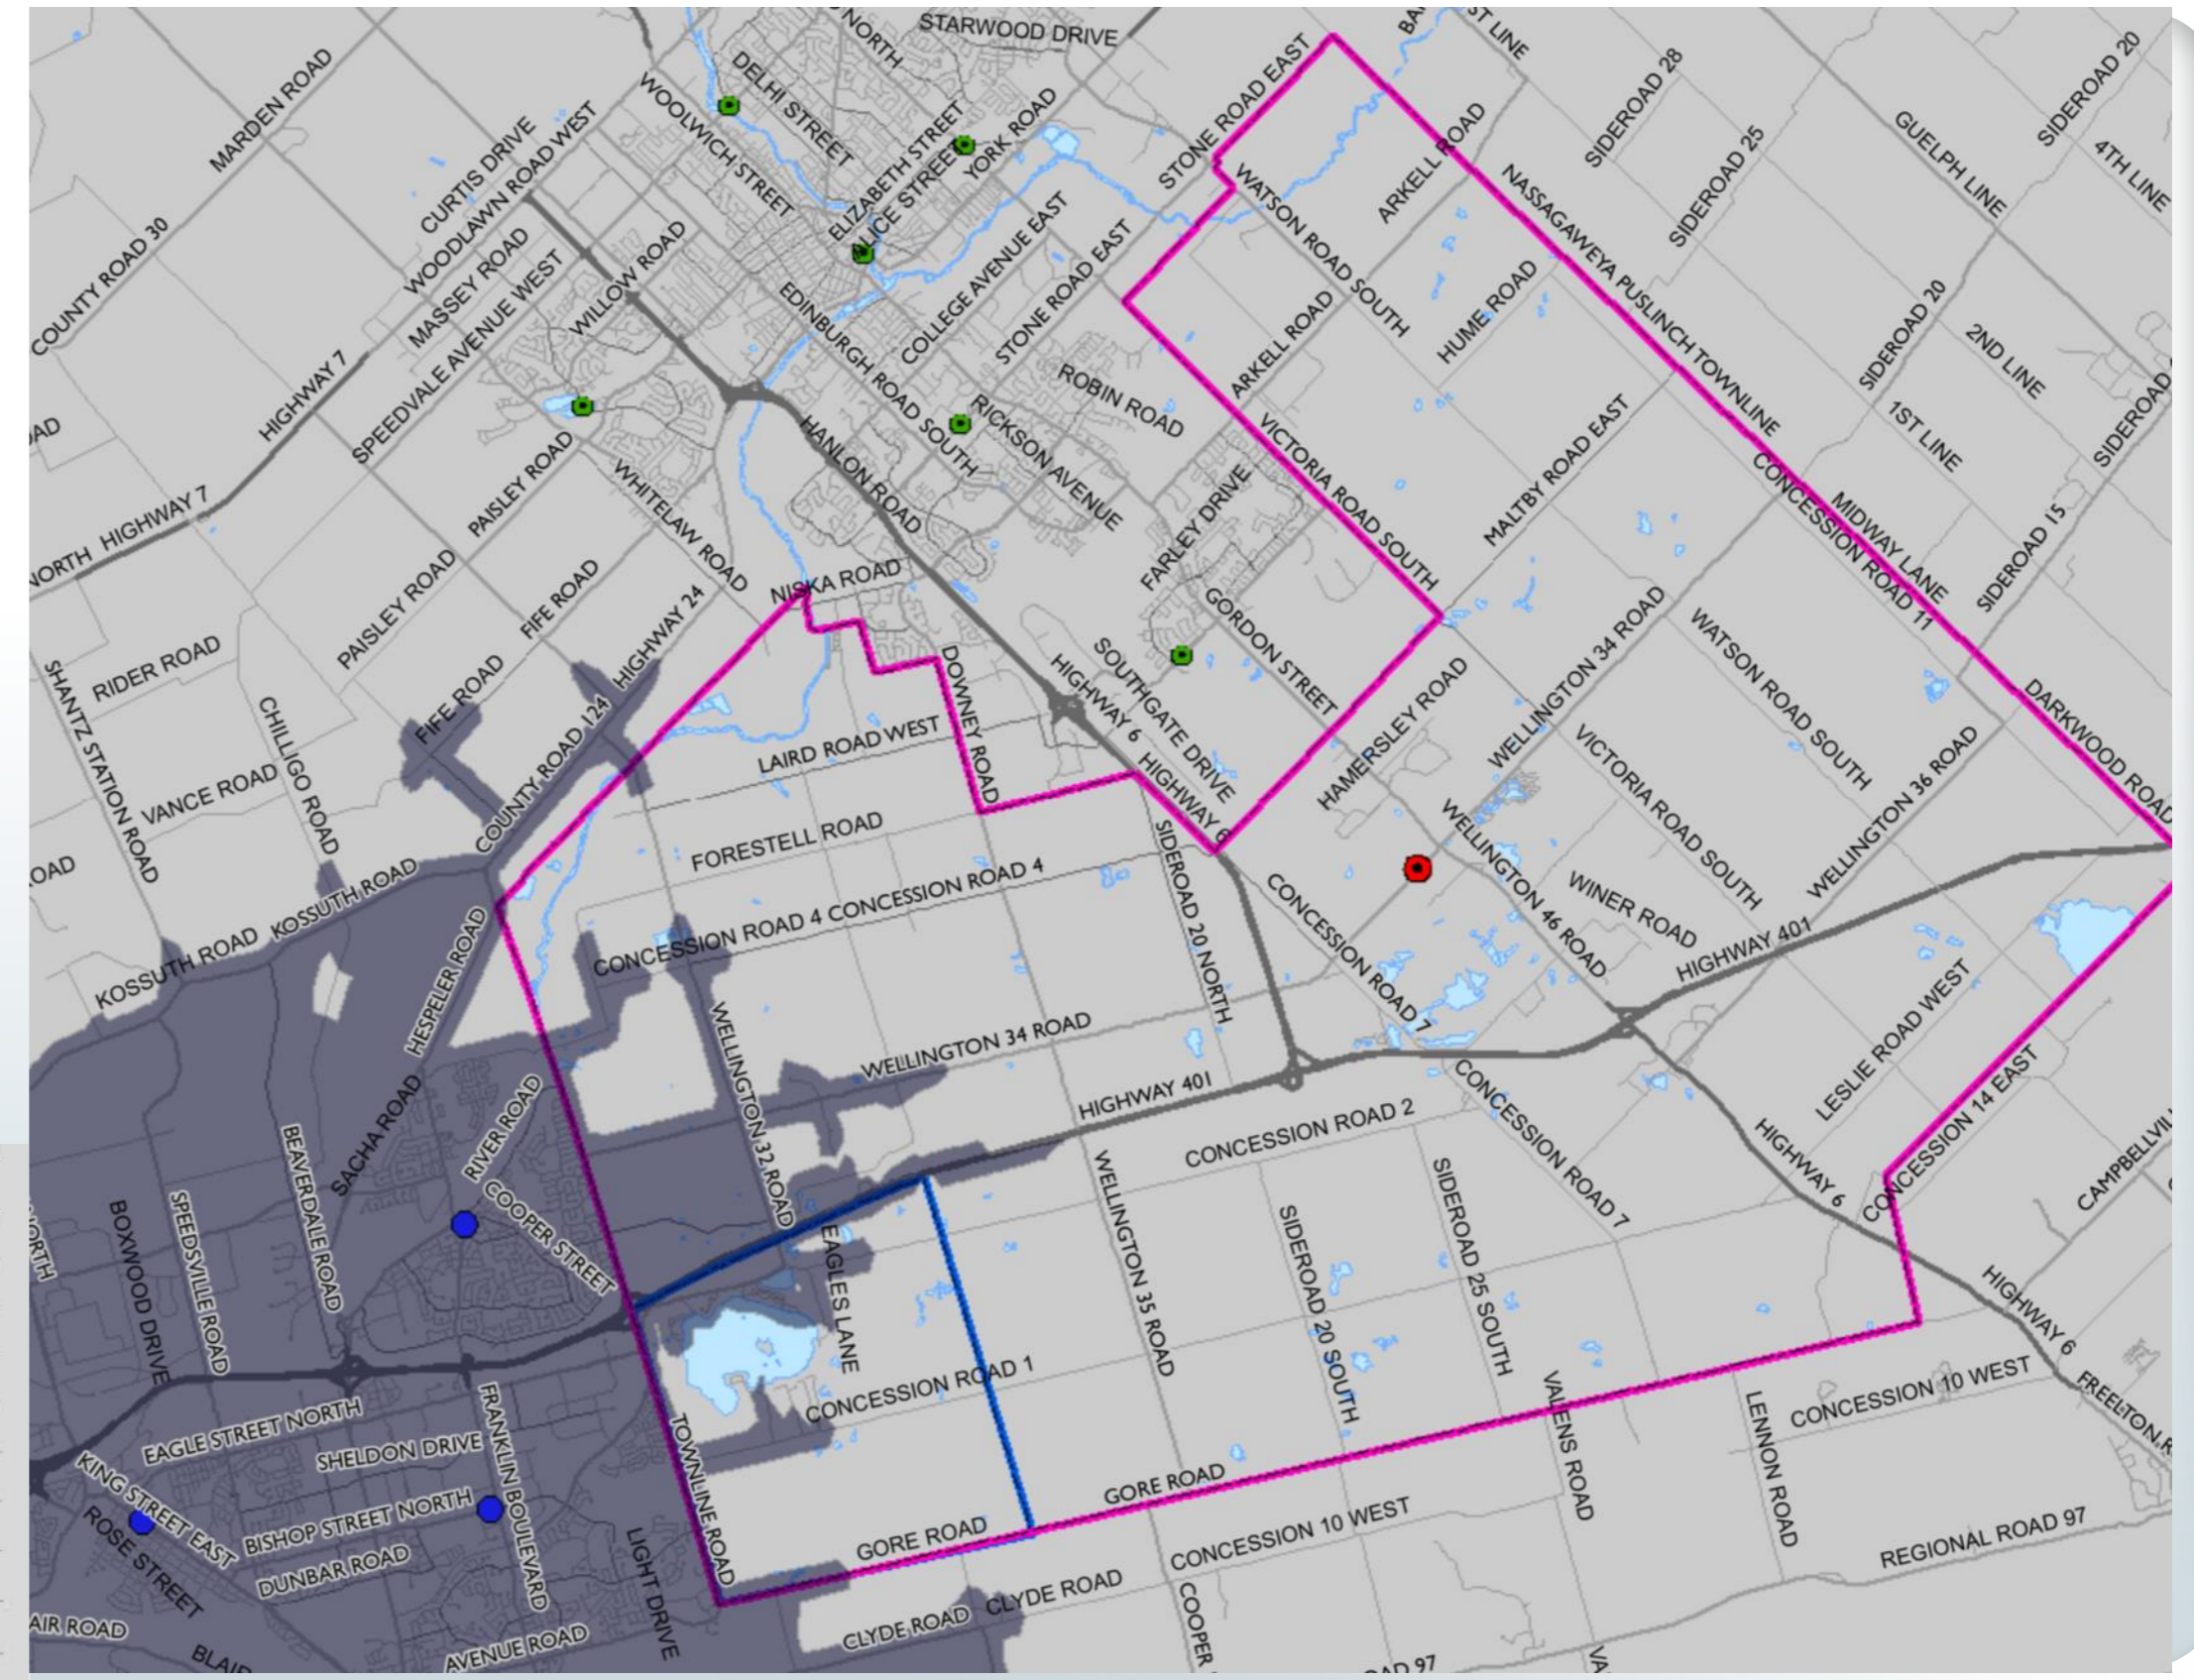 STARWOOD DRIVE
NORTH
ST LINE
DELHI STREET
WOOLWICH STREET
ELIZABETH STREET
ALICE STREET
YORK ROAD
STONE ROAD EAST
MARDEN ROAD
CURTIS DRIVE
WOODLAWN ROAD WEST
MASSEY ROAD
SPEEDVALE AVENUE WEST
WILLOW ROAD
COUNTY ROAD 30
HIGHWAY 7
NORTH HIGHWAY 7
SIDEROAD 28
SIDEROAD 25
SIDEROAD 20
GUELPH LINE
4TH LINE
ARKELL ROAD
WATSON ROAD SOUTH
NASSAGAWEYA PUSLINCH TOWNLINE
HUME ROAD
ARKELL ROAD
COLLEGE AVENUE EAST
STONE ROAD EAST
EDINBURGH ROAD SOUTH
ROBIN ROAD
RICKSON AVENUE
HANLON ROAD
VICTORIA ROAD SOUTH
MALTBY ROAD EAST
SIDEROAD 20
2ND LINE
1ST LINE
SIDEROAD
SIDEROAD 15
CONCESSION ROAD 11
MIDWAY LANE
OAD
PAISLEY ROAD
WHITELAW ROAD
PAISLEY ROAD
FIFE ROAD
NISKA ROAD
FARLEY DRIVE
GORDON STREET
HIGHWAY 24
RIDER ROAD
SHANTZ STATION ROAD
CHILLIGO ROAD
FIFE ROAD
COUNTY ROAD 124
VANCE ROAD
DOWNEY ROAD
LAIRD ROAD WEST
HIGHWAY 6
SOUTHGATE DRIVE
HIGHWAY 6
HAMERSLEY ROAD
WELLINGTON 34 ROAD
WATSON ROAD SOUTH
VICTORIA ROAD SOUTH
DARKWOOD ROAD
WELLINGTON 36 ROAD
FORESTELL ROAD
CONCESSION ROAD 4 CONCESSION ROAD 4
SIDEROAD 20 NORTH
WELLINGTON 46 ROAD
WINER ROAD
CONCESSION ROAD 7
HIGHWAY 401
OAD
KOSSUTH ROAD KOSSUTH ROAD
HESPELER ROAD
WELLINGTON 32 ROAD
WELLINGTON 34 ROAD
HIGHWAY 401
LESLIE ROAD WEST
CONCESSION 14 EAST
SACHA ROAD
RIVER ROAD
CONCESSION ROAD 2
CONCESSION ROAD 7
HIGHWAY 6
BEAVERDALE ROAD
COOPER STREET
SPEEDSVILLE ROAD
BOXWOOD DRIVE
EAGLES LANE
WELLINGTON 35 ROAD
SIDEROAD 20 SOUTH
SIDEROAD 25 SOUTH
HIGHWAY 6
CONCESSION ROAD 1
EAGLE STREET NORTH
SHELDON DRIVE
FRANKLIN BOULEVARD
TOWNLINE ROAD
VALENS ROAD
LENNON ROAD
CONCESSION 10 WEST
KING STREET EAST
BISHOP STREET NORTH
ROSE STREET
DUNBAR ROAD
LIGHT DRIVE
GORE ROAD
GORE ROAD
CONCESSION 10 WEST
REGIONAL ROAD 97
CLYDE ROAD CLYDE ROAD
COOPER
AIR ROAD
BLAIR
AVENUE ROAD
OAD 97